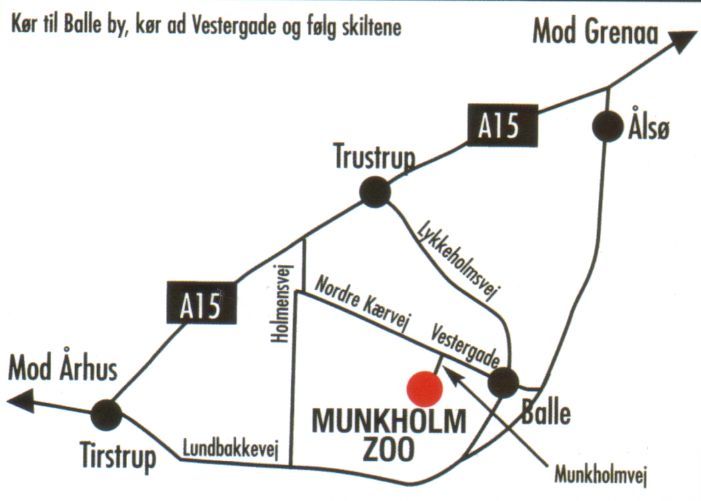 Kør til Balle by, kør ad Vestergade og følg skiltene
Mod Grenaa
A15
Ålsø
Trustrup
Lykkeholmsvej
A15
Holmensvej
Nordre Kærvej
Vestergade
Mod Århus
Balle
MUNKHOLM
ZOO
Tirstrup
Lundbakkevej
Munkholmvej